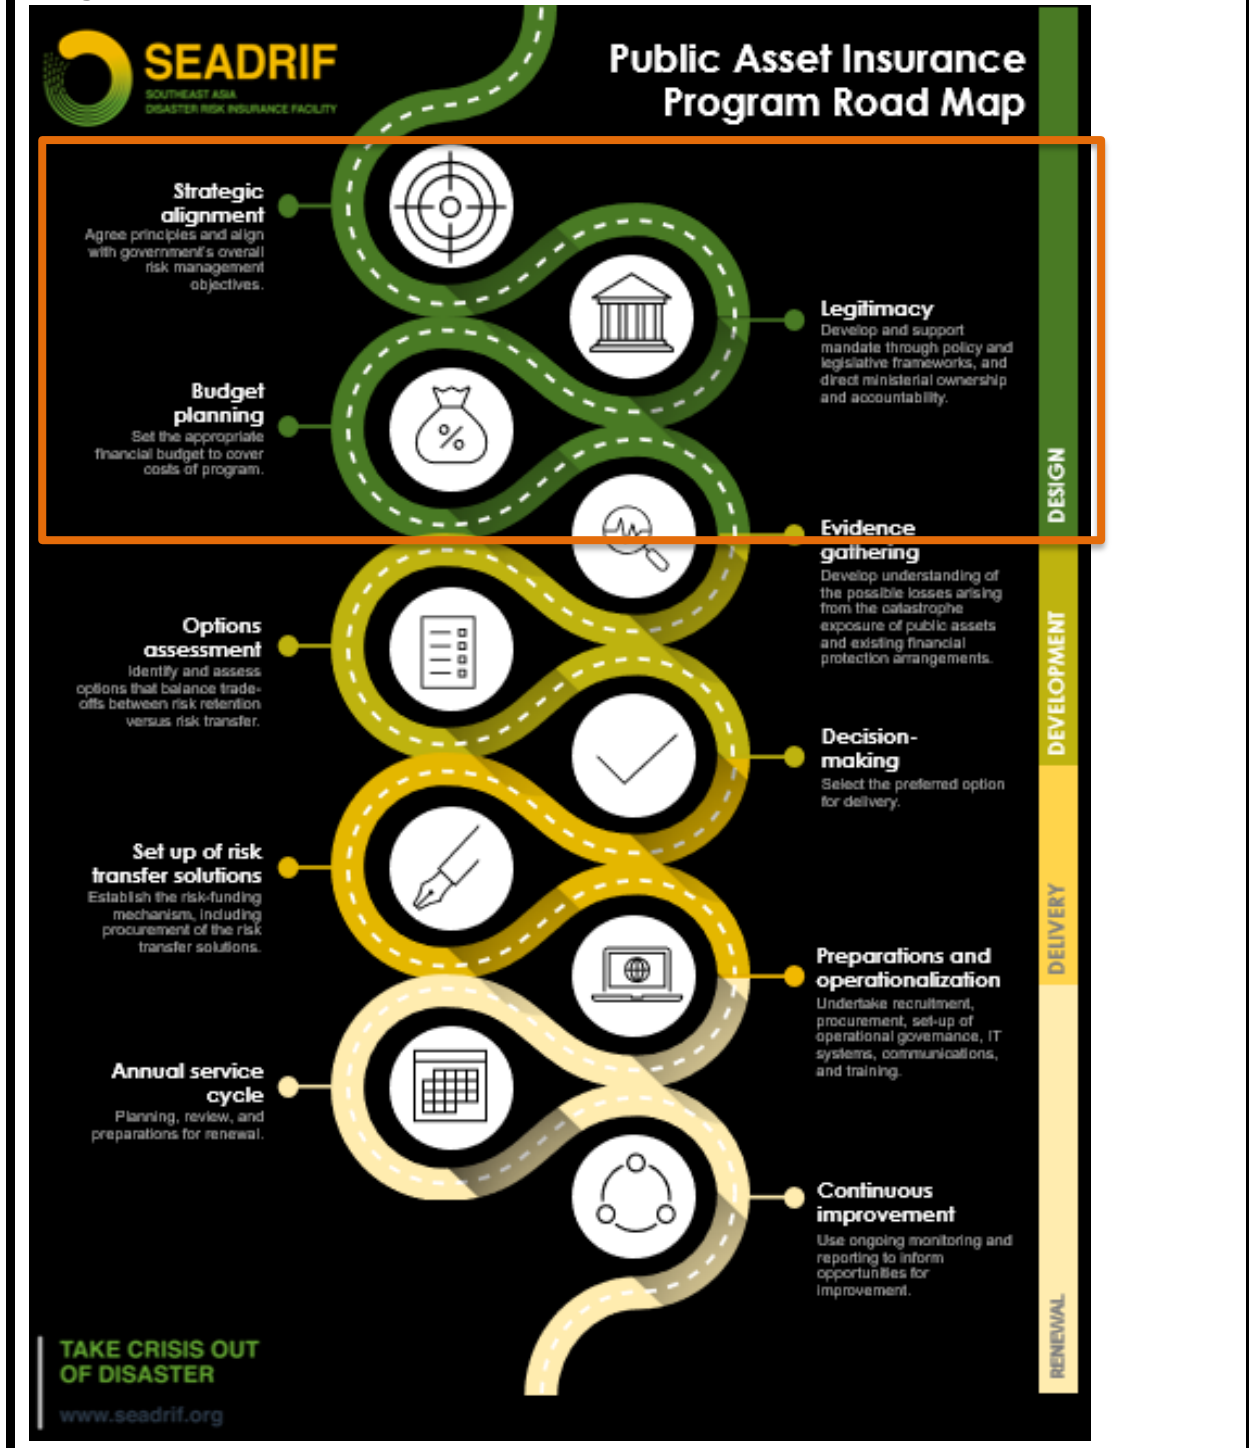 SEADRIF
SOUTHEAST ASIA
DISASTER RISK INSURANCE FACILITY
Public Asset Insurance
Program Road Map
Strategic
alignment
Agree principles and align
with government's overall
risk management
objectives.
Legitimacy
Develop and support
mandate through policy and
legislative frameworks, and
direct ministerial ownership
and accountability.
Budget
planning
Set the appropriate
financial budget to cover
costs of program.
%
DESIGN
Evidence
gathering
Develop understanding of
the possible losses arising
from the catastrophe
exposure of public assets
and existing financial
protection arrangements.
Options
assessment
Identify and assess
options that balance trade-
offs between risk retention
versus risk transfer.
DEVELOPMENT
Decision-
making
Select the preferred option
for delivery.
Set up of risk
transfer solutions
Establish the risk-funding
mechanism, including
procurement of the risk
transfer solutions.
DELIVERY
Preparations and
operationalization
Undertake recruitment,
procurement, set-up of
operational governance, IT
systems, communications,
and training.
Annual service
cycle
Planning, review, and
preparations for renewal.
Continuous
improvement
Use ongoing monitoring and
reporting to inform
opportunities for
improvement.
RENEWAL
TAKE CRISIS OUT
OF DISASTER
www.seadrif.org